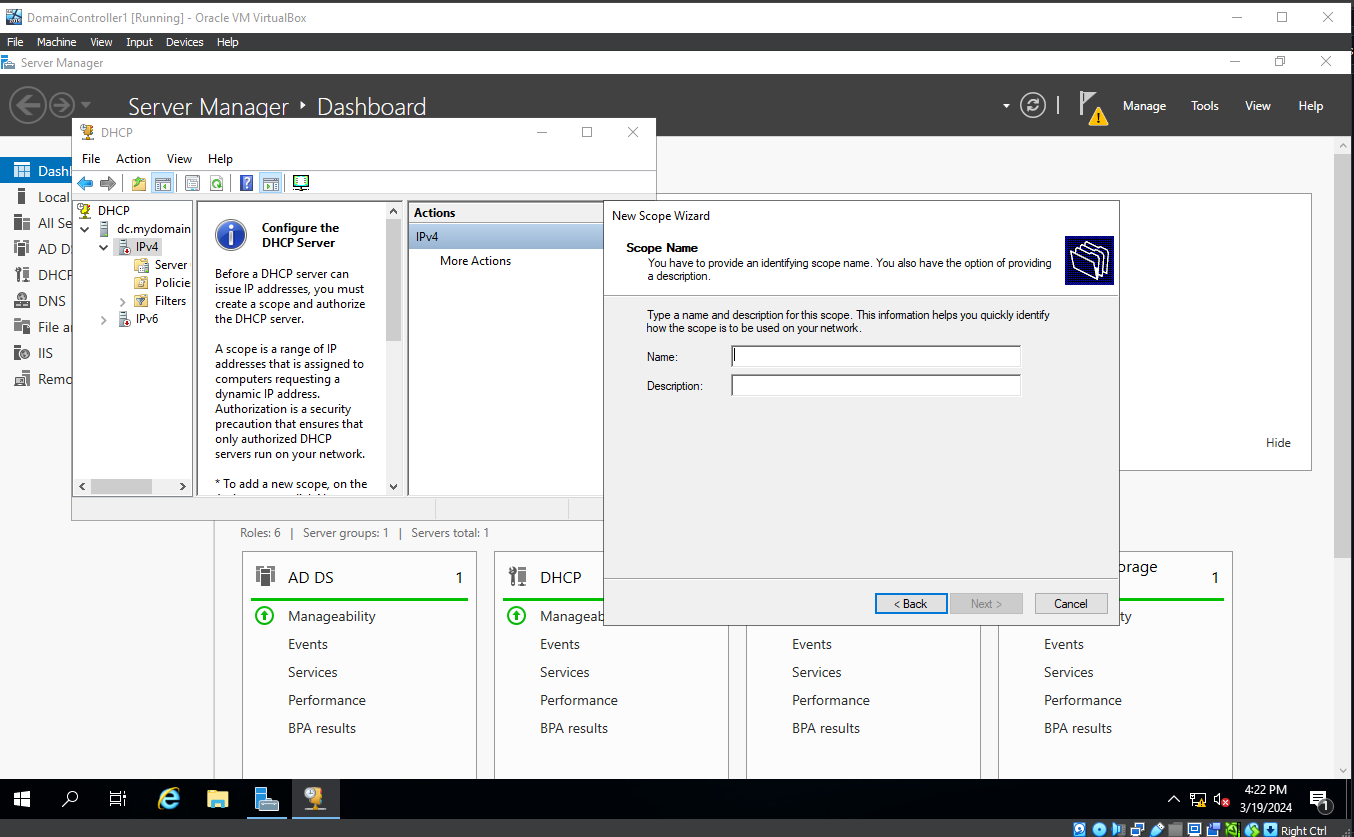 DomainController1 [Running] - Oracle VM VirtualBox
File Machine View Input Devices Help
Server Manager
Server Manager Dashboard
Manage Tools View Help
DHCP
File Action View Help
Dash
Local
All Se
AD D
DHCP
DNS
File a
IIS
Remo
DHCP
dc.mydomain
IPv4
Server
Policie
Filters
IPv6
Configure the
DHCP Server
Before a DHCP server can
issue IP addresses, you must
create a scope and authorize
the DHCP server.
A scope is a range of IP
addresses that is assigned to
computers requesting a
dynamic IP address.
Authorization is a security
precaution that ensures that
only authorized DHCP
servers run on your network.
* To add a new scope, on the
Actions
IPv4
More Actions
New Scope Wizard
Scope Name
You have to provide an identifying scope name. You also have the option of providing
a description.
Type a name and description for this scope. This information helps you quickly identify
how the scope is to be used on your network.
Name:
Description:
< Back Next > Cancel
Hide
Roles: 6 | Server groups: 1 | Servers total: 1
AD DS 1
Manageability
Events
Services
Performance
BPA results
DHCP
Manageab
Events
Services
Performance
BPA results
Events
Services
Performance
BPA results
orage 1
ty
Events
Services
Performance
BPA results
4:22 PM
3/19/2024
1
Right Ctrl